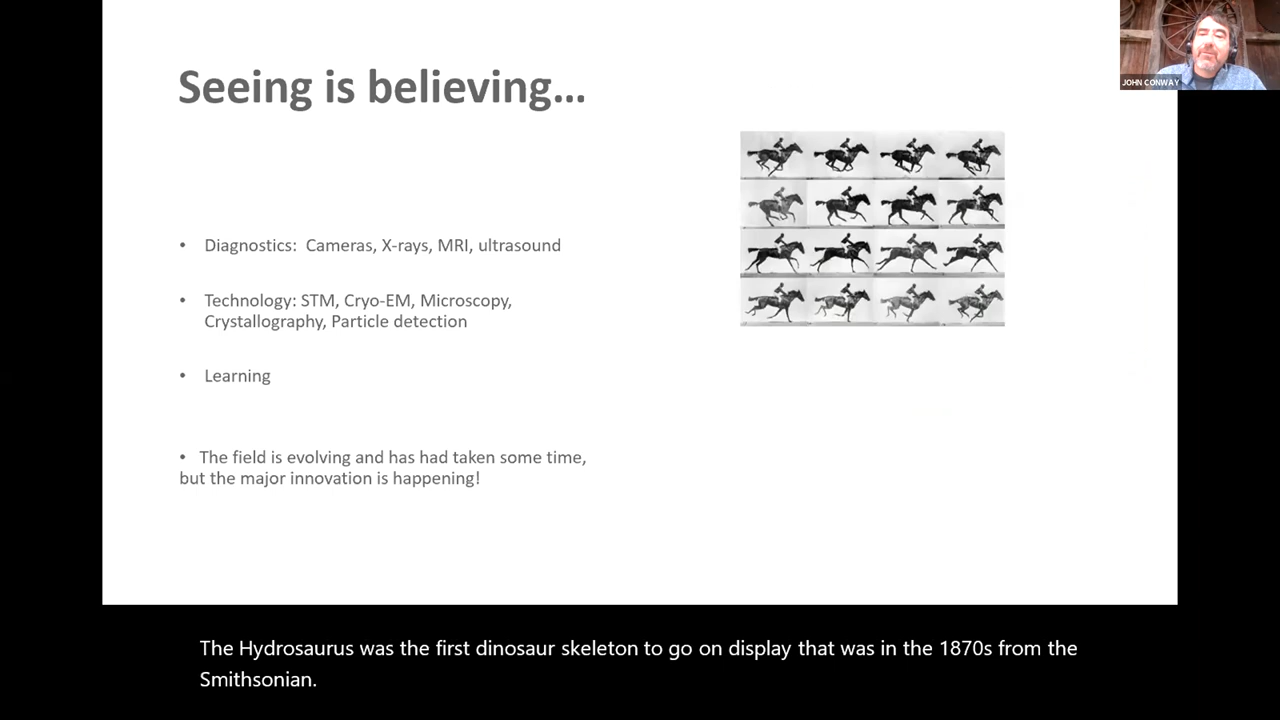 Seeing is believing...
JOHN CONWAY
• Diagnostics:  Cameras, X-rays, MRI, ultrasound
• Technology: STM, Cryo-EM, Microscopy,
Crystallography, Particle detection
• Learning
• The field is evolving and has had taken some time,
but the major innovation is happening!
The Hydrosaurus was the first dinosaur skeleton to go on display that was in the 1870s from the
Smithsonian.